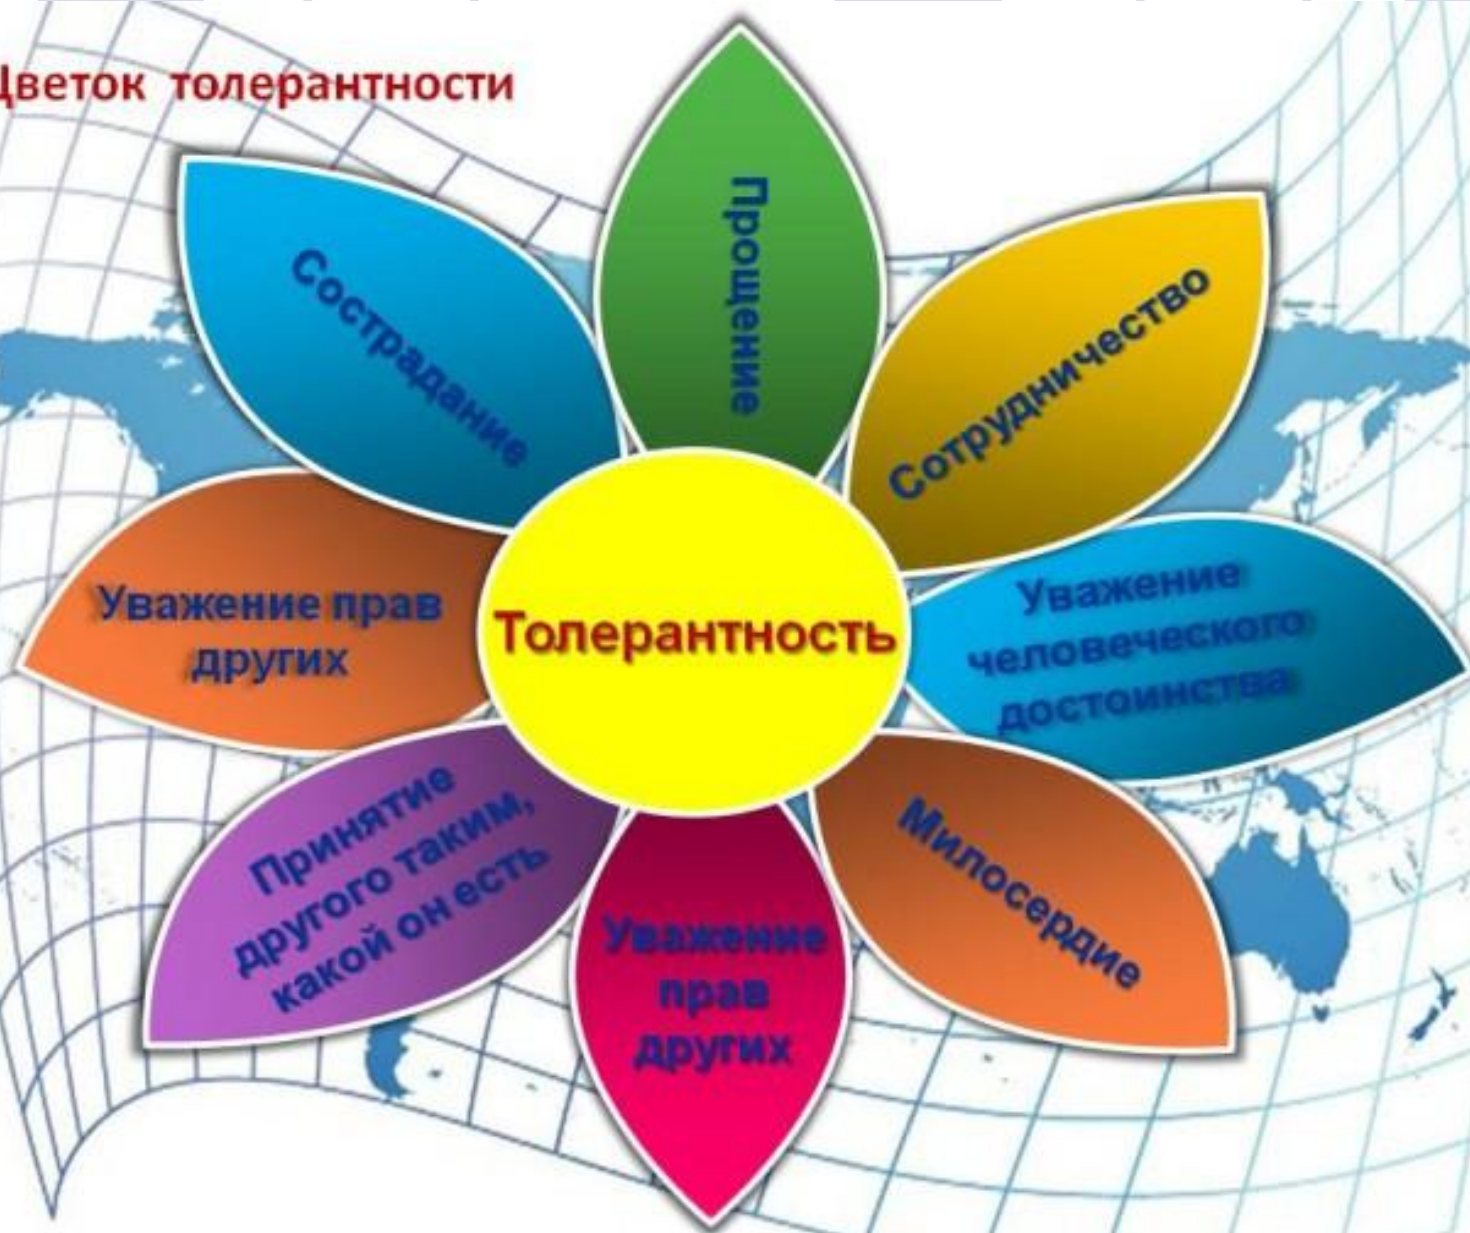 Цветок толерантности
Прощение
Сострадание
Сотрудничество
Уважение прав
других
Толерантность
Уважение
человеческого
достоинства
Принятие
другого таким,
какой он есть
Уважение
прав
других
Милосердие